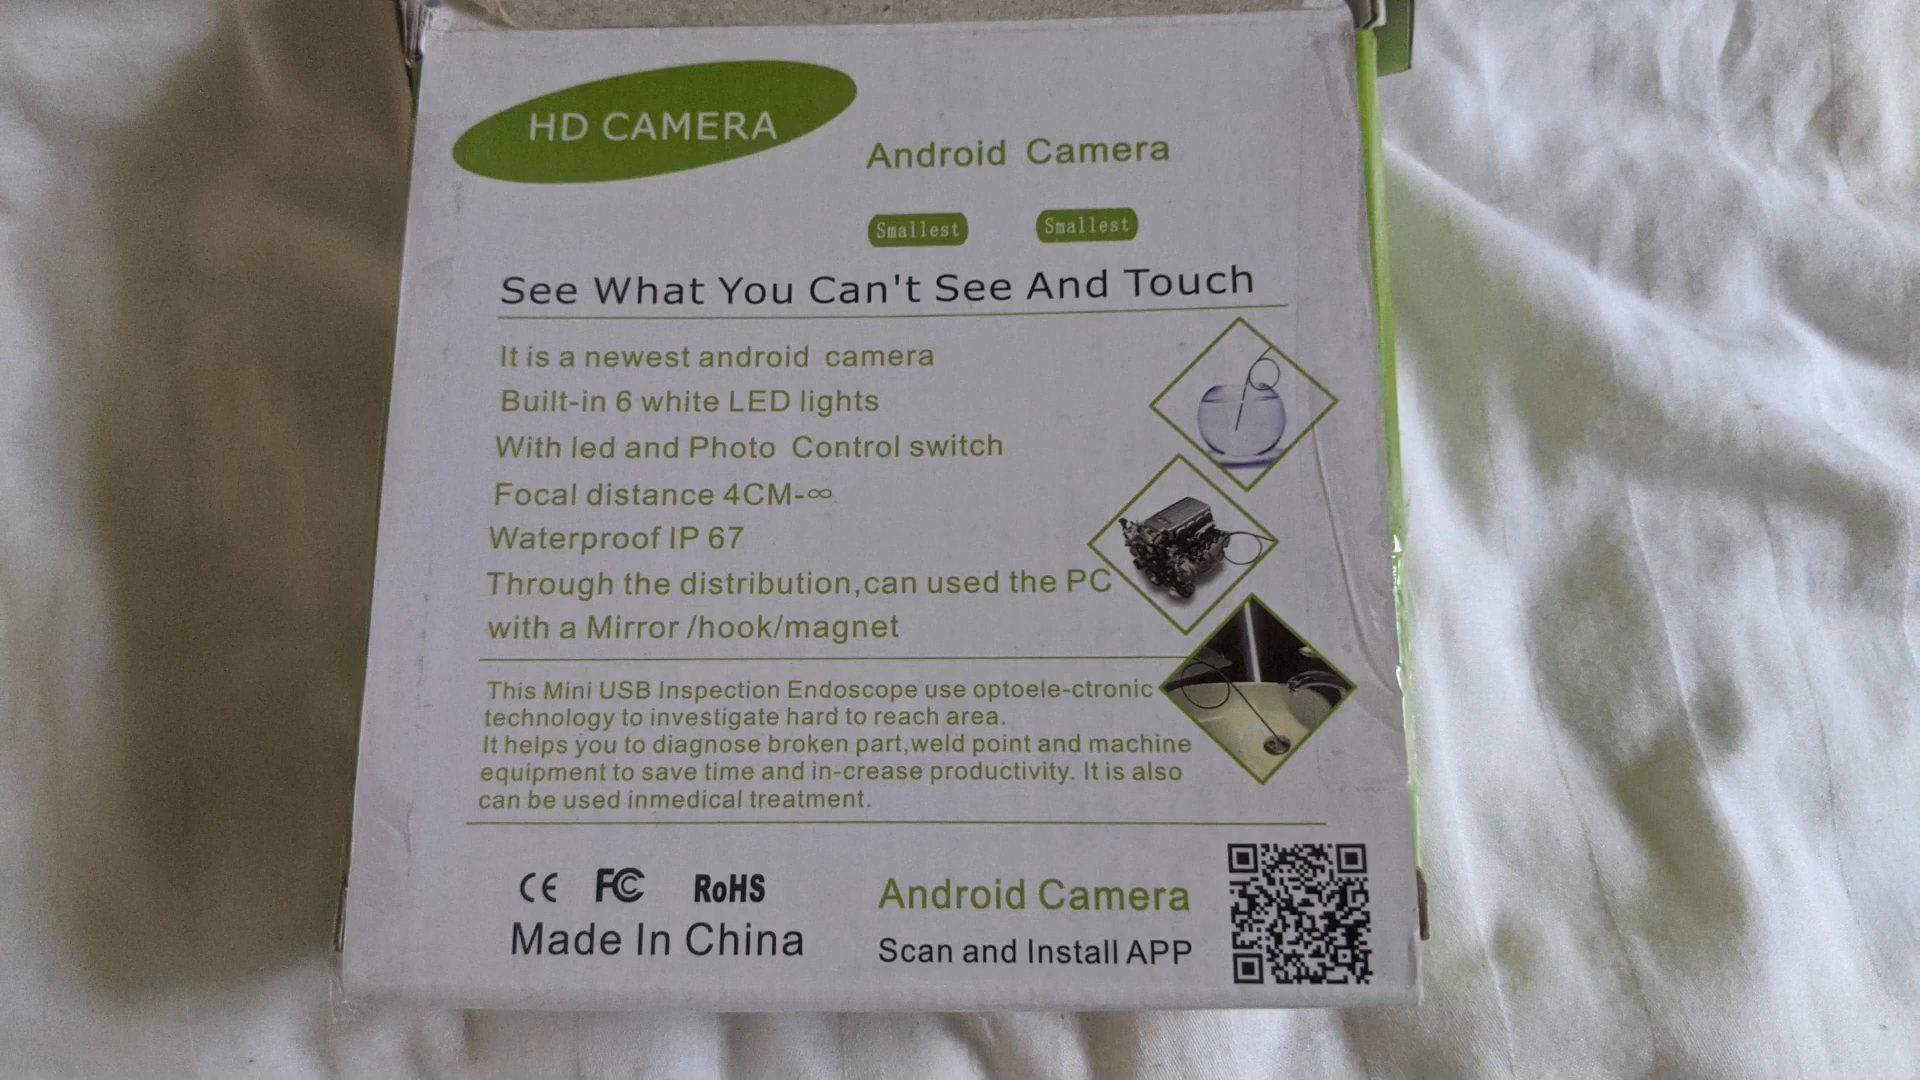 HD CAMERA
Android Camera
Smallest Smallest
See What You Can't See And Touch
It is a newest android camera
Built-in 6 white LED lights
With led and Photo Control switch
Focal distance 4CM-∞
Waterproof IP 67
Through the distribution,can used the PC
with a Mirror /hook/magnet
This Mini USB Inspection Endoscope use optoele-ctronic
technology to investigate hard to reach area.
It helps you to diagnose broken part,weld point and machine
equipment to save time and in-crease productivity. It is also
can be used inmedical treatment.
CE FC RoHS
Made In China
Android Camera
Scan and Install APP